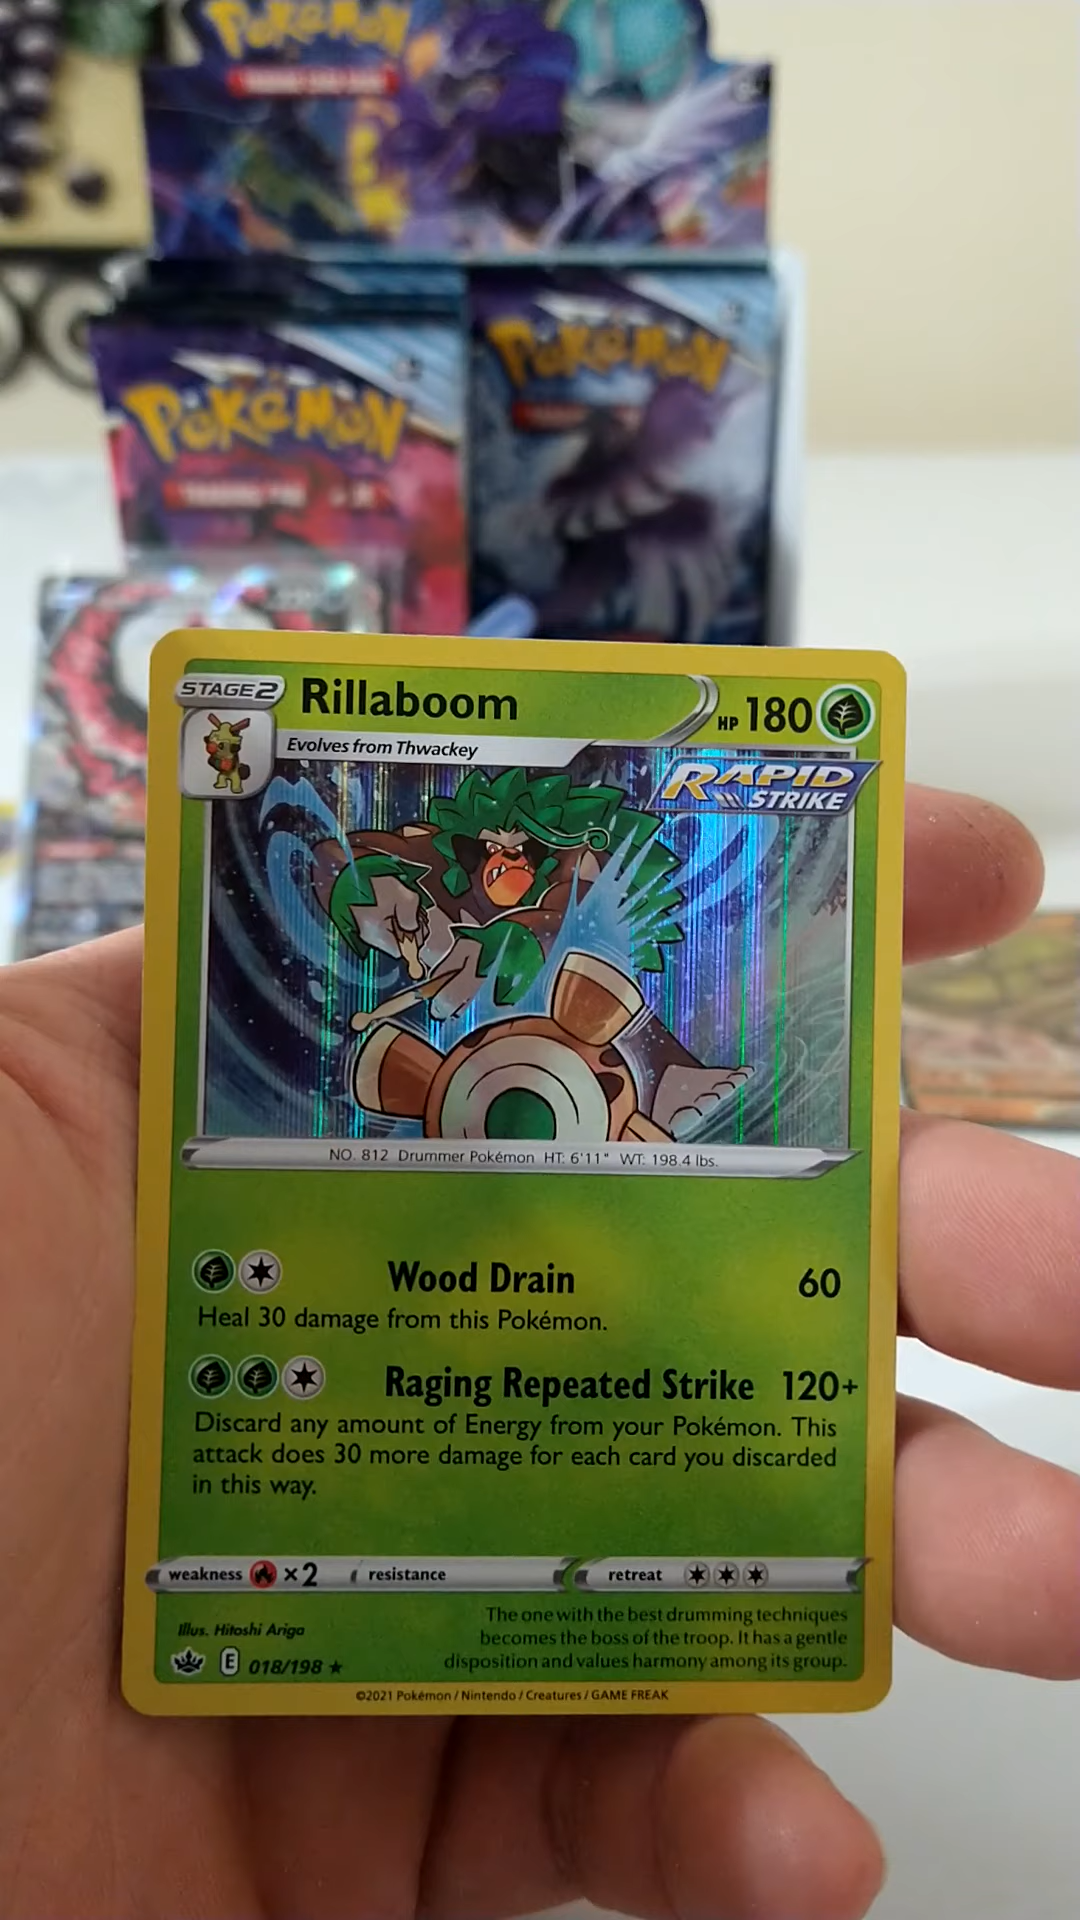 Pokémon
Pokémon
Pokémon
STAGE 2
Rillaboom
HP 180
Evolves from Thwackey
RAPID
STRIKE
NO. 812 Drummer Pokémon HT: 6'11" WT: 198.4 lbs.
Wood Drain 60
Heal 30 damage from this Pokémon.
Raging Repeated Strike 120+
Discard any amount of Energy from your Pokémon. This
attack does 30 more damage for each card you discarded
in this way.
weakness ×2 resistance retreat
Illus. Hitoshi Ariga
E 018/198 ★
The one with the best drumming techniques
becomes the boss of the troop. It has a gentle
disposition and values harmony among its group.
©2021 Pokémon / Nintendo / Creatures / GAME FREAK